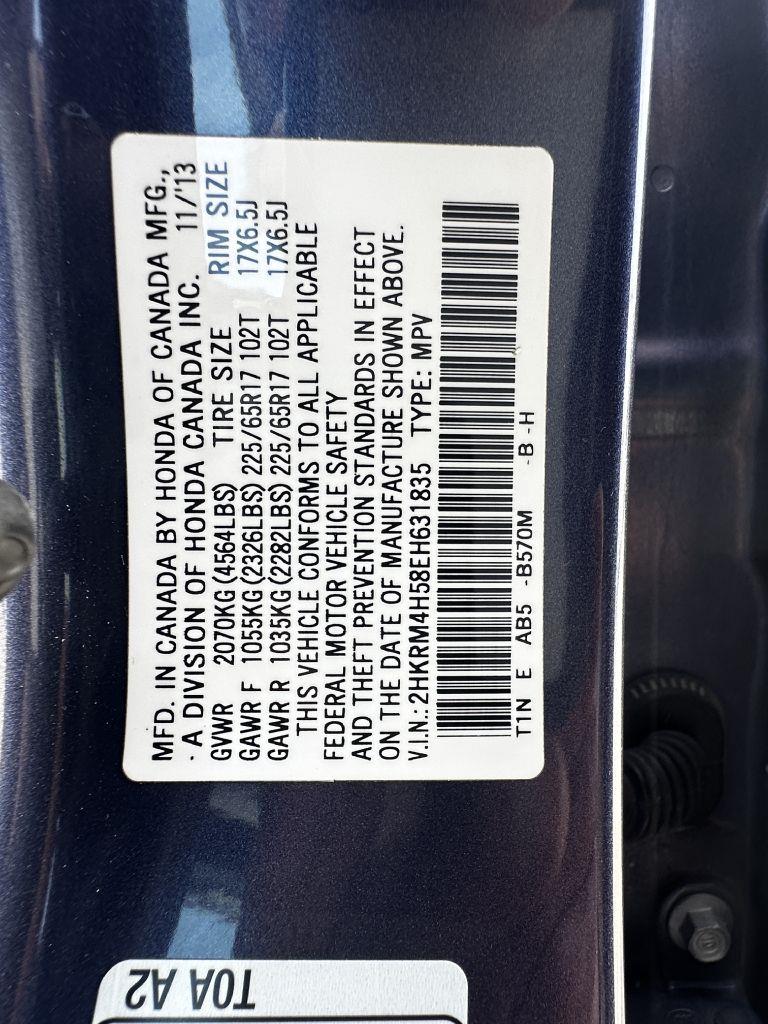 MFD. IN CANADA BY HONDA OF CANADA MFG.,
· A DIVISION OF HONDA CANADA INC. 11/'13
GVWR 2070KG(4564LBS) TIRE SIZE RIM SIZE
GAWR F 1055KG(2326LBS) 225/65R17 102T 17X6.5J
GAWR R 1035KG(2282LBS) 225/65R17 102T 17X6.5J
THIS VEHICLE CONFORMS TO ALL APPLICABLE
FEDERAL MOTOR VEHICLE SAFETY
AND THEFT PREVENTION STANDARDS IN EFFECT
ON THE DATE OF MANUFACTURE SHOWN ABOVE.
V.I.N.: 2HKRM4H58EH631835 TYPE: MPV
T1N E AB5 -B570M -B -H
T0A A2